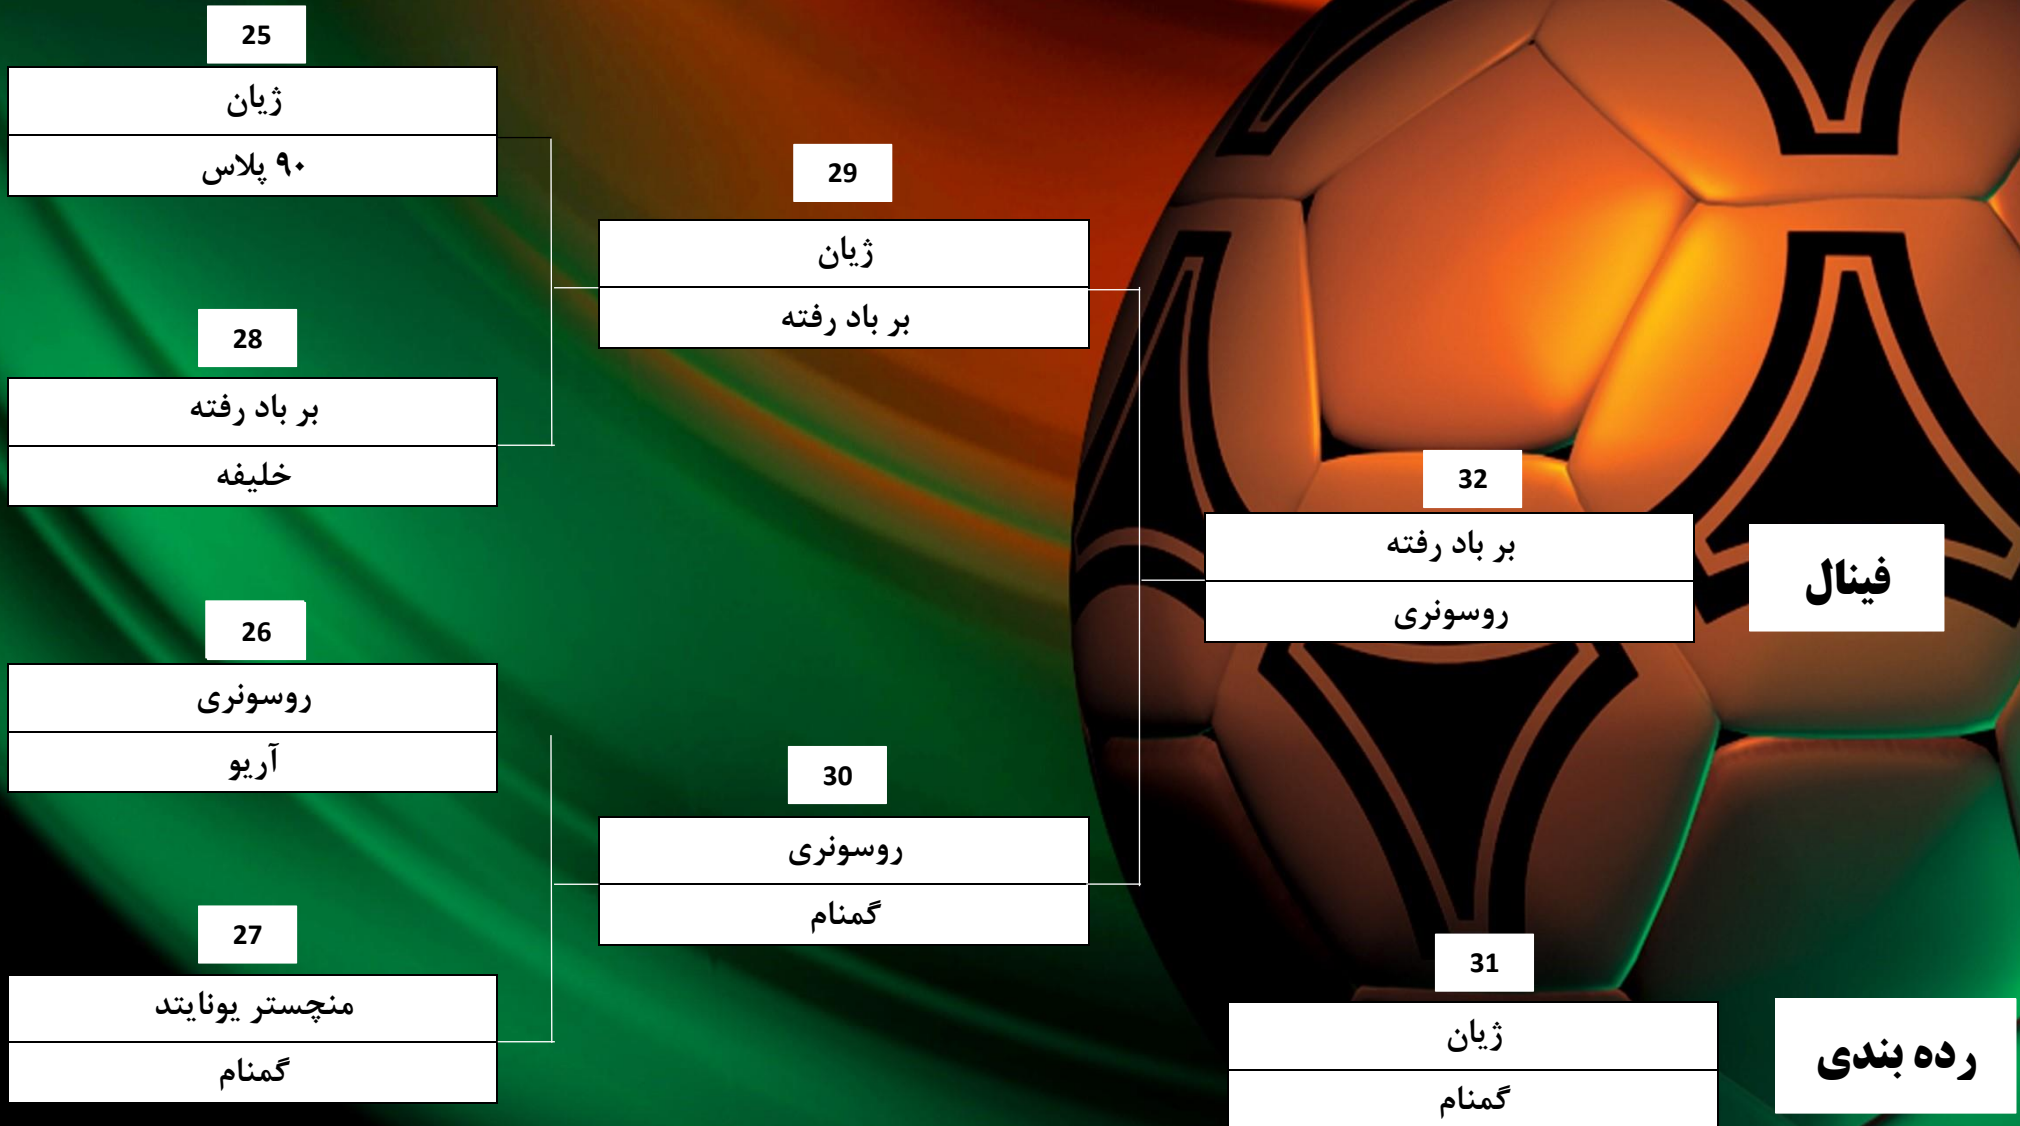 25
ژیان
۹۰ پلاس
28
بر باد رفته
خلیفه
26
روسونری
آریو
27
منچستر یونایتد
گمنام
29
ژیان
بر باد رفته
30
روسونری
گمنام
32
بر باد رفته
روسونری
فینال
31
ژیان
گمنام
رده بندی